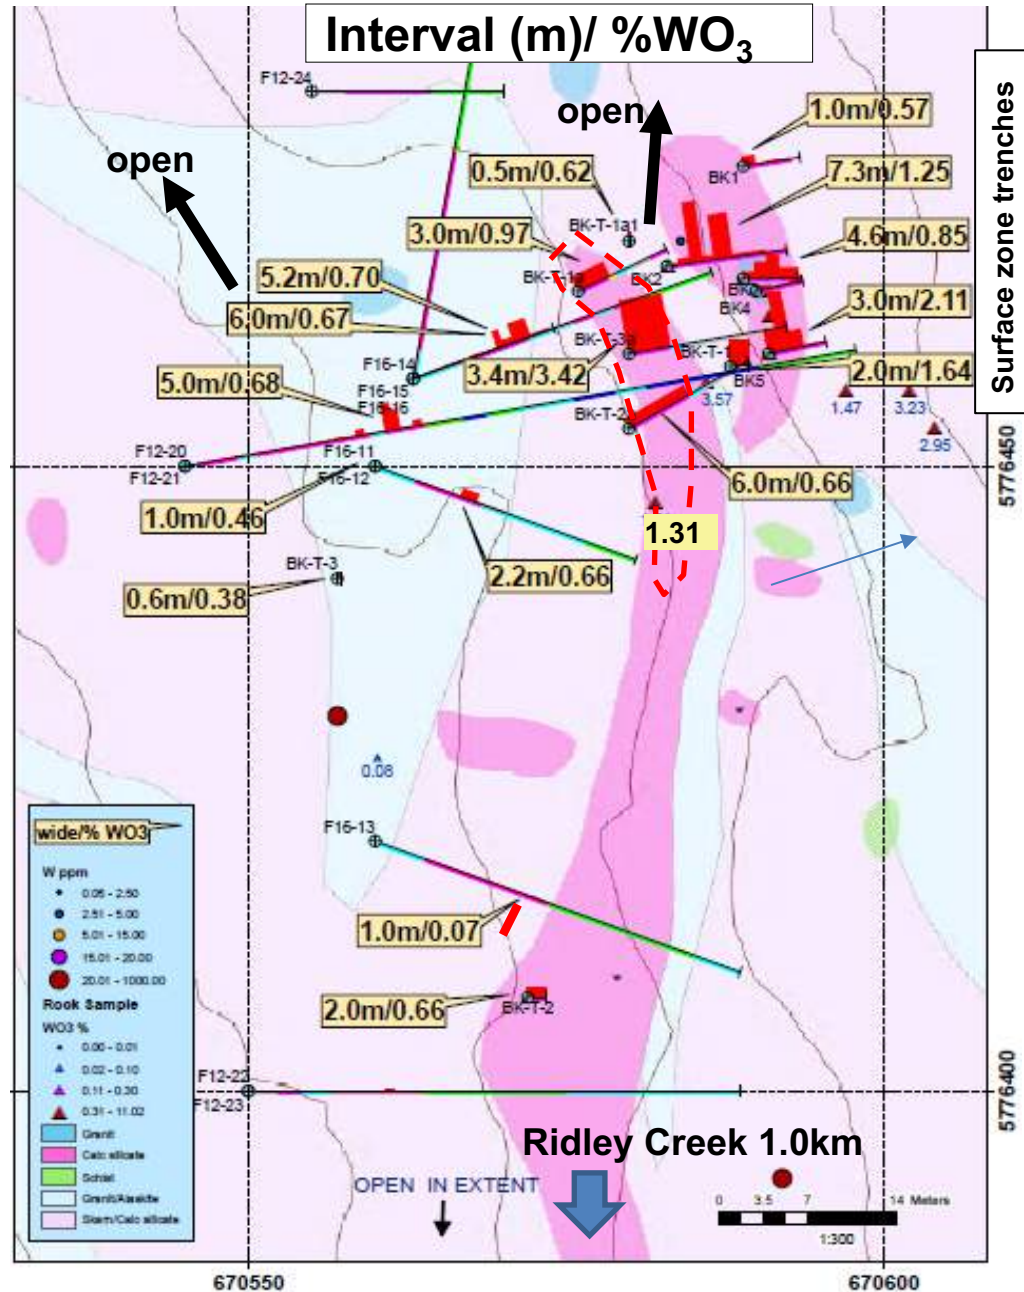 Interval (m)/ %WO3
Surface zone trenches
F12-24
open
open
1.0m/0.57
BK1
0.5m/0.62
7.3m/1.25
BK-T-1a1
3.0m/0.97
4.6m/0.85
5.2m/0.70
BK2
BK4
3.0m/2.11
6.0m/0.67
F16-14
F16-15
F16-16
3.4m/3.42
BK5
2.0m/1.64
5.0m/0.68
BK-T-2
3.57
1.47
3.23
2.95
F12-20
F12-21
F16-11
F16-12
5776450
1.0m/0.46
6.0m/0.66
1.31
BK-T-3
2.2m/0.66
0.6m/0.38
0.08
F16-13
wide/% WO3
W ppm
0.05 - 2.50
2.51 - 5.00
5.01 - 15.00
15.01 - 20.00
20.01 - 1000.00
Rook Sample
WO3 %
0.00 - 0.01
0.02 - 0.10
0.11 - 0.30
0.31 - 11.02
Granit
Calc silicate
Schist
Granit/Alaskite
Skarn/Calc silicate
1.0m/0.07
2.0m/0.66
BK-T-2
F12-22
F12-23
5776400
Ridley Creek 1.0km
OPEN IN EXTENT
0 3.5 7 14 Meters
1:300
670550
670600